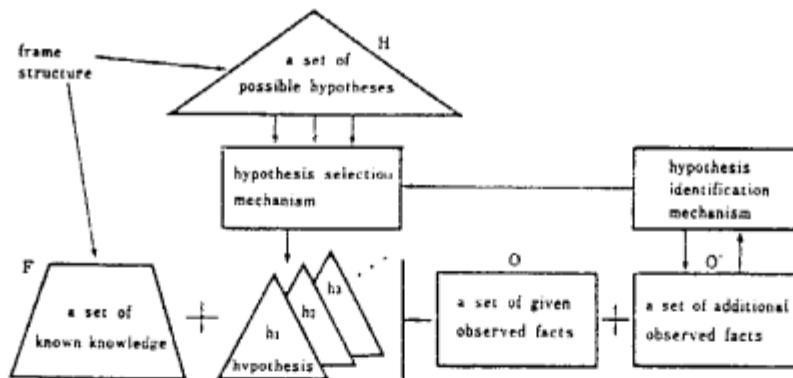 H
frame
structure
a set of
possible hypotheses
hypothesis selection
mechanism
hypothesis
identification
mechanism
F
a set of
known knowledge
+
h1
hypothesis
h2
h3
. . .
O
a set of given
observed facts
+
O'
a set of additional
observed facts